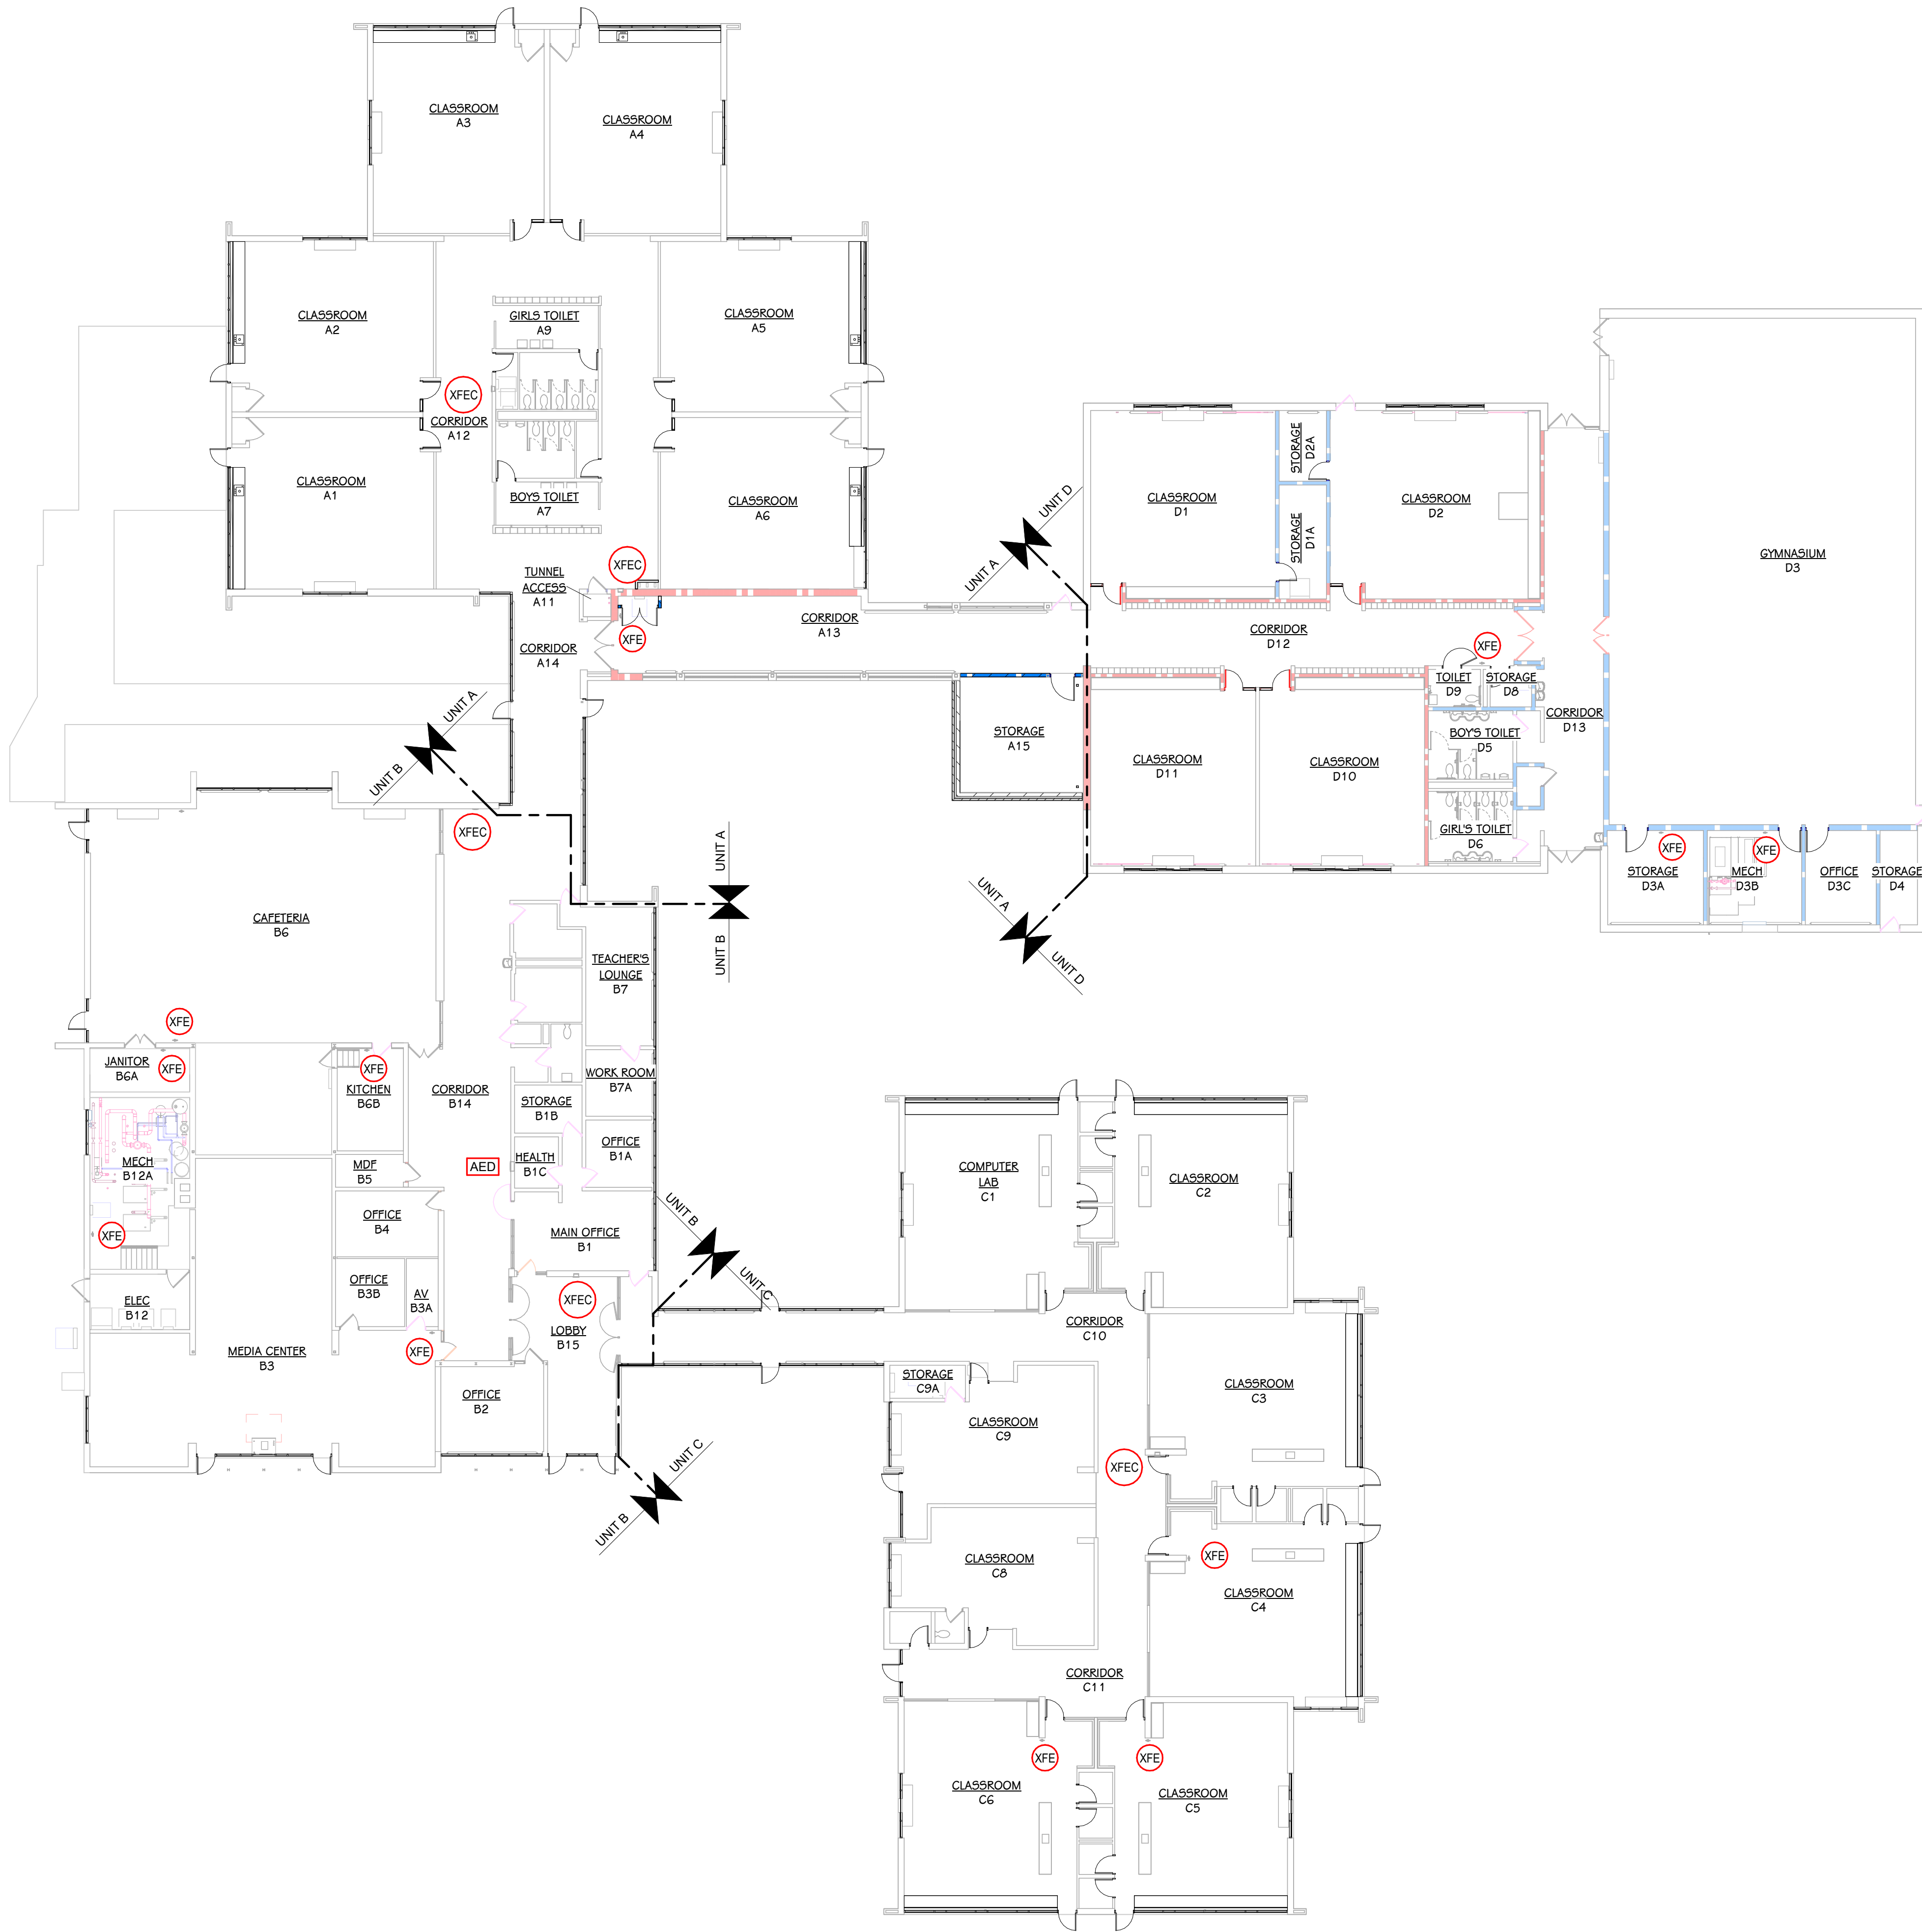 CLASSROOM
A3
CLASSROOM
A4
CLASSROOM
A2
GIRLS TOILET
A9
CLASSROOM
A5
XFEC
CORRIDOR
A12
CLASSROOM
A1
BOYS TOILET
A7
CLASSROOM
A6
XFEC
TUNNEL
ACCESS
A11
XFE
CORRIDOR
A13
CORRIDOR
A14
STORAGE
A15
UNIT D
UNIT A
CLASSROOM
D1
STORAGE
D2A
STORAGE
D1A
CLASSROOM
D2
GYMNASIUM
D3
CORRIDOR
D12
XFE
TOILET
D9
STORAGE
D8
CORRIDOR
D13
BOY'S TOILET
D5
CLASSROOM
D11
CLASSROOM
D10
GIRL'S TOILET
D6
XFE
STORAGE
D3A
XFE
MECH
D3B
OFFICE
D3C
STORAGE
D4
UNIT A
UNIT D
UNIT A
UNIT B
XFEC
UNIT A
UNIT B
CAFETERIA
B6
TEACHER'S
LOUNGE
B7
XFE
JANITOR
B6A
XFE
XFE
KITCHEN
B6B
CORRIDOR
B14
WORK ROOM
B7A
STORAGE
B1B
OFFICE
B1A
MECH
B12A
MDF
B5
AED
HEALTH
B1C
XFE
OFFICE
B4
MAIN OFFICE
B1
OFFICE
B3B
AV
B3A
XFEC
ELEC
B12
LOBBY
B15
MEDIA CENTER
B3
XFE
OFFICE
B2
UNIT B
UNIT C
UNIT C
UNIT B
COMPUTER
LAB
C1
CLASSROOM
C2
CORRIDOR
C10
STORAGE
C9A
CLASSROOM
C3
CLASSROOM
C9
XFEC
CLASSROOM
C8
XFE
CLASSROOM
C4
CORRIDOR
C11
XFE
XFE
CLASSROOM
C6
CLASSROOM
C5